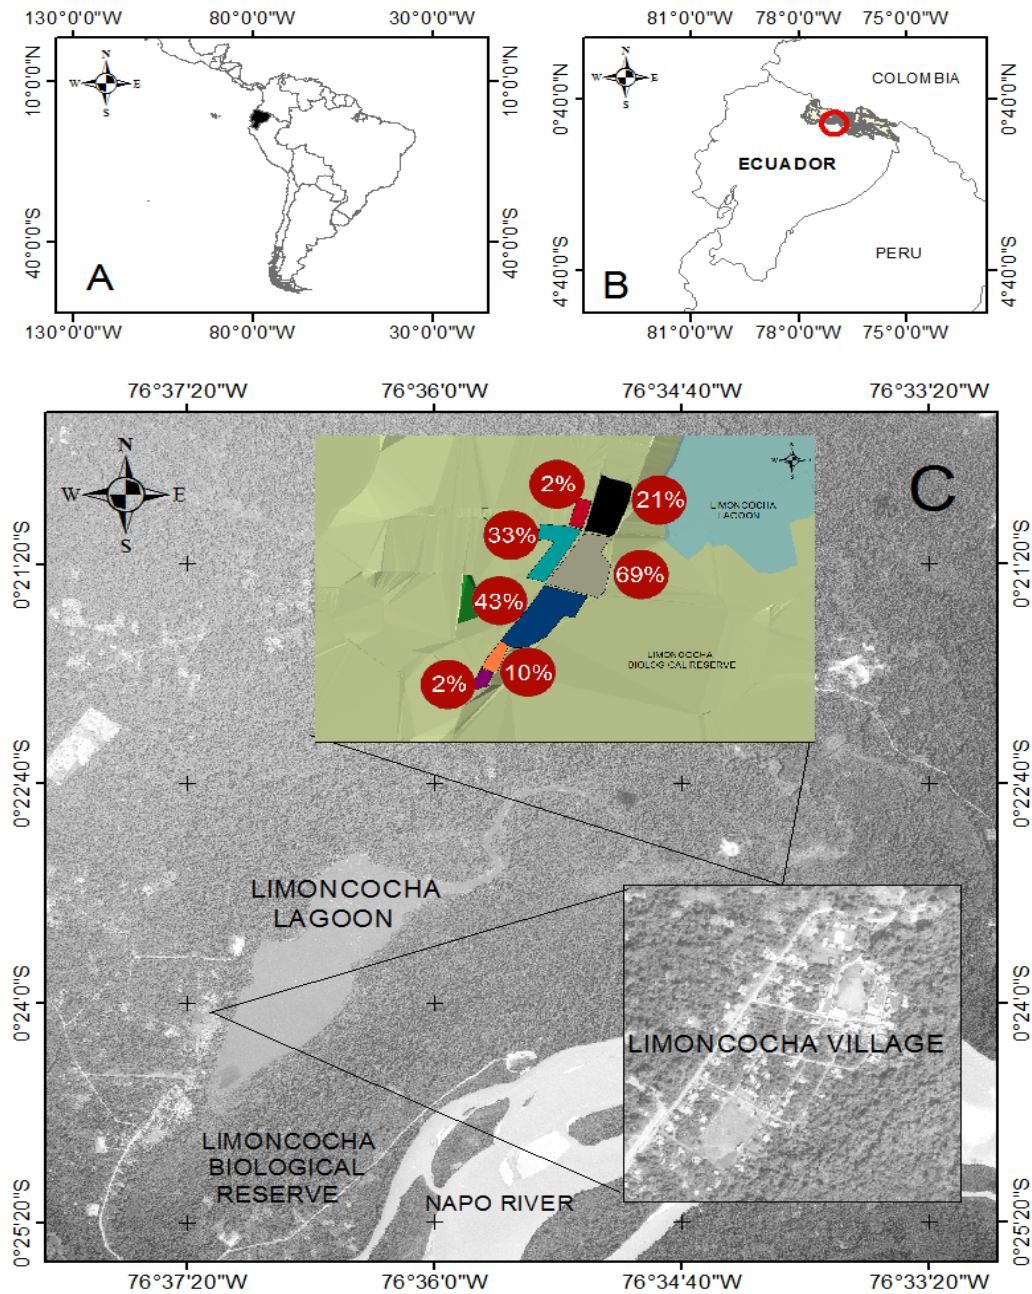 130°0'0"W 80°0'0"W 30°0'0"W
10°0'0"N
40°0'0"S
N
W
S
A
10°0'0"N
40°0'0"S
130°0'0"W 80°0'0"W 30°0'0"W
81°0'W 78°0'0"W 75°0'0"W
0°40'0"N
4°40'0"S
N
W E
S
COLOMBIA
ECUADOR
PERU
B
0°40'0"N
4°40'0"S
81°0'W 78°0'0"W 75°0'0"W
76°37'20"W 76°36'0"W 76°34'40"W 76°33'20"W
0°21'20"S
0°22'40"S
0°24'0"S
0°25'20"S
N
W E
S
C
2%
21%
33%
69%
43%
10%
2%
LIMONCOCHA
LAGOON
LIMONCOCHA
BIOLOGICAL RESERVE
LIMONCOCHA
LAGOON
LIMONCOCHA VILLAGE
LIMONCOCHA
BIOLOGICAL
RESERVE
NAPO RIVER
0°21'20"S
0°22'40"S
0°24'0"S
0°25'20"S
76°37'20"W 76°36'0"W 76°34'40"W 76°33'20"W